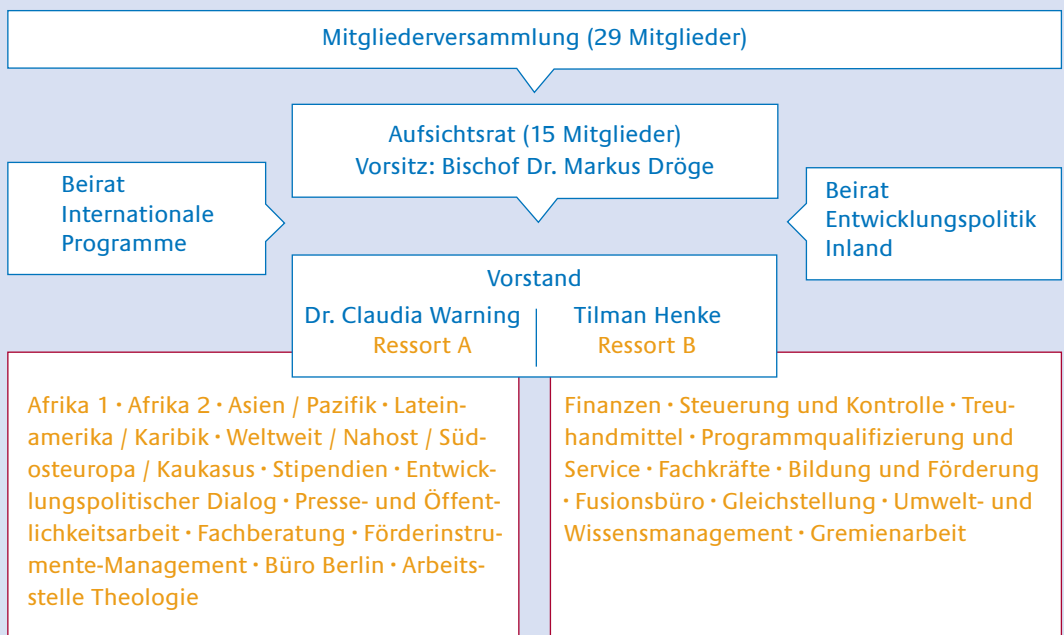 Mitgliederversammlung (29 Mitglieder)
Aufsichtsrat (15 Mitglieder)
Vorsitz: Bischof Dr. Markus Dröge
Beirat
Internationale
Programme
Beirat
Entwicklungspolitik
Inland
Vorstand
Dr. Claudia Warning
Ressort A
Tilman Henke
Ressort B
Afrika 1 · Afrika 2 · Asien / Pazifik · Latein-
amerika / Karibik · Weltweit / Nahost / Süd-
osteuropa / Kaukasus · Stipendien · Entwick-
lungspolitischer Dialog · Presse- und Öffent-
lichkeitsarbeit · Fachberatung · Förderinstru-
mente-Management · Büro Berlin · Arbeits-
stelle Theologie
Finanzen · Steuerung und Kontrolle · Treu-
handmittel · Programmqualifizierung und
Service · Fachkräfte · Bildung und Förderung
· Fusionsbüro · Gleichstellung · Umwelt- und
Wissensmanagement · Gremienarbeit